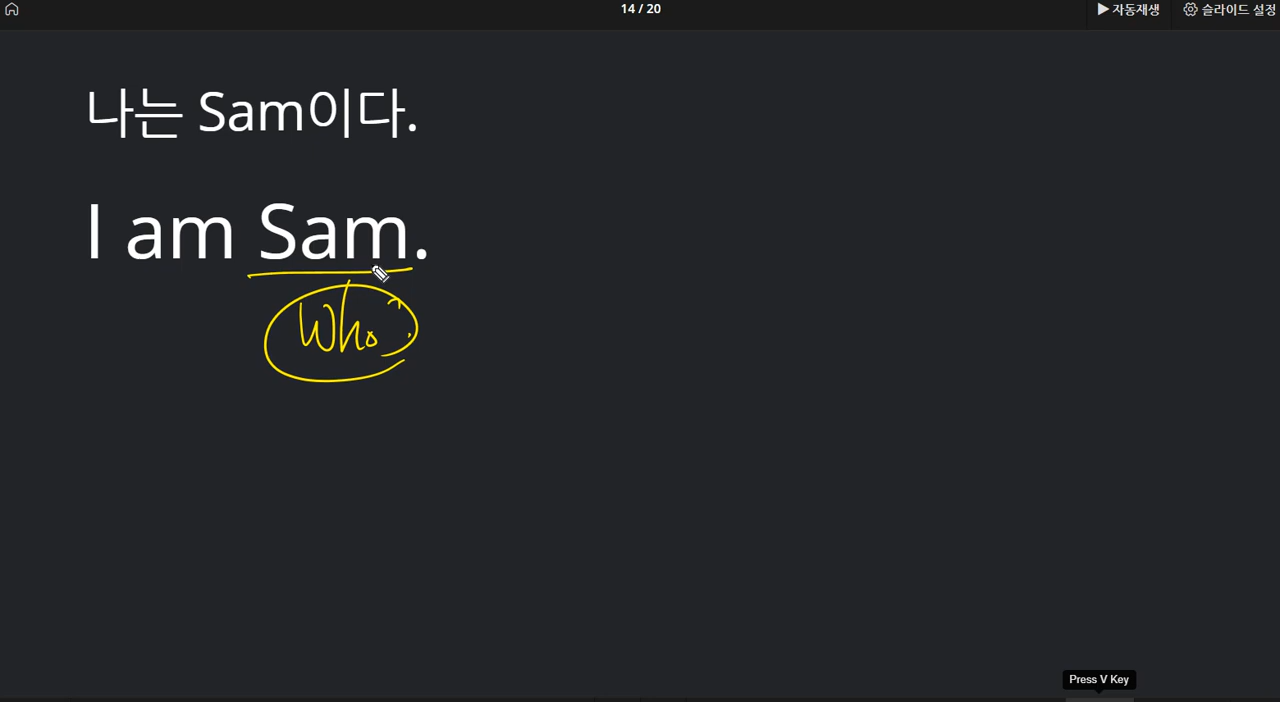 14 / 20
▶ 자동재생
슬라이드 설정
나는 Sam이다.
I am Sam.
Who?
Press V Key